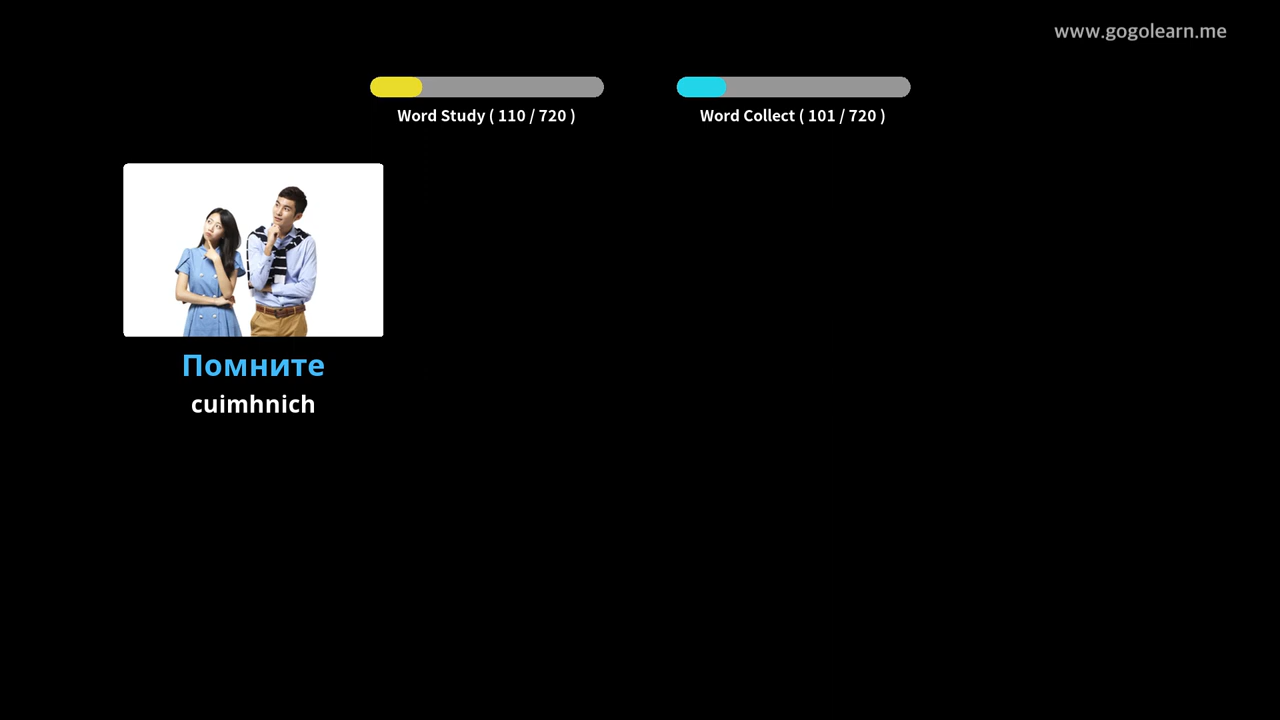 www.gogolearn.me
Word Study ( 110 / 720 )
Word Collect ( 101 / 720 )
Помните
cuimhnich